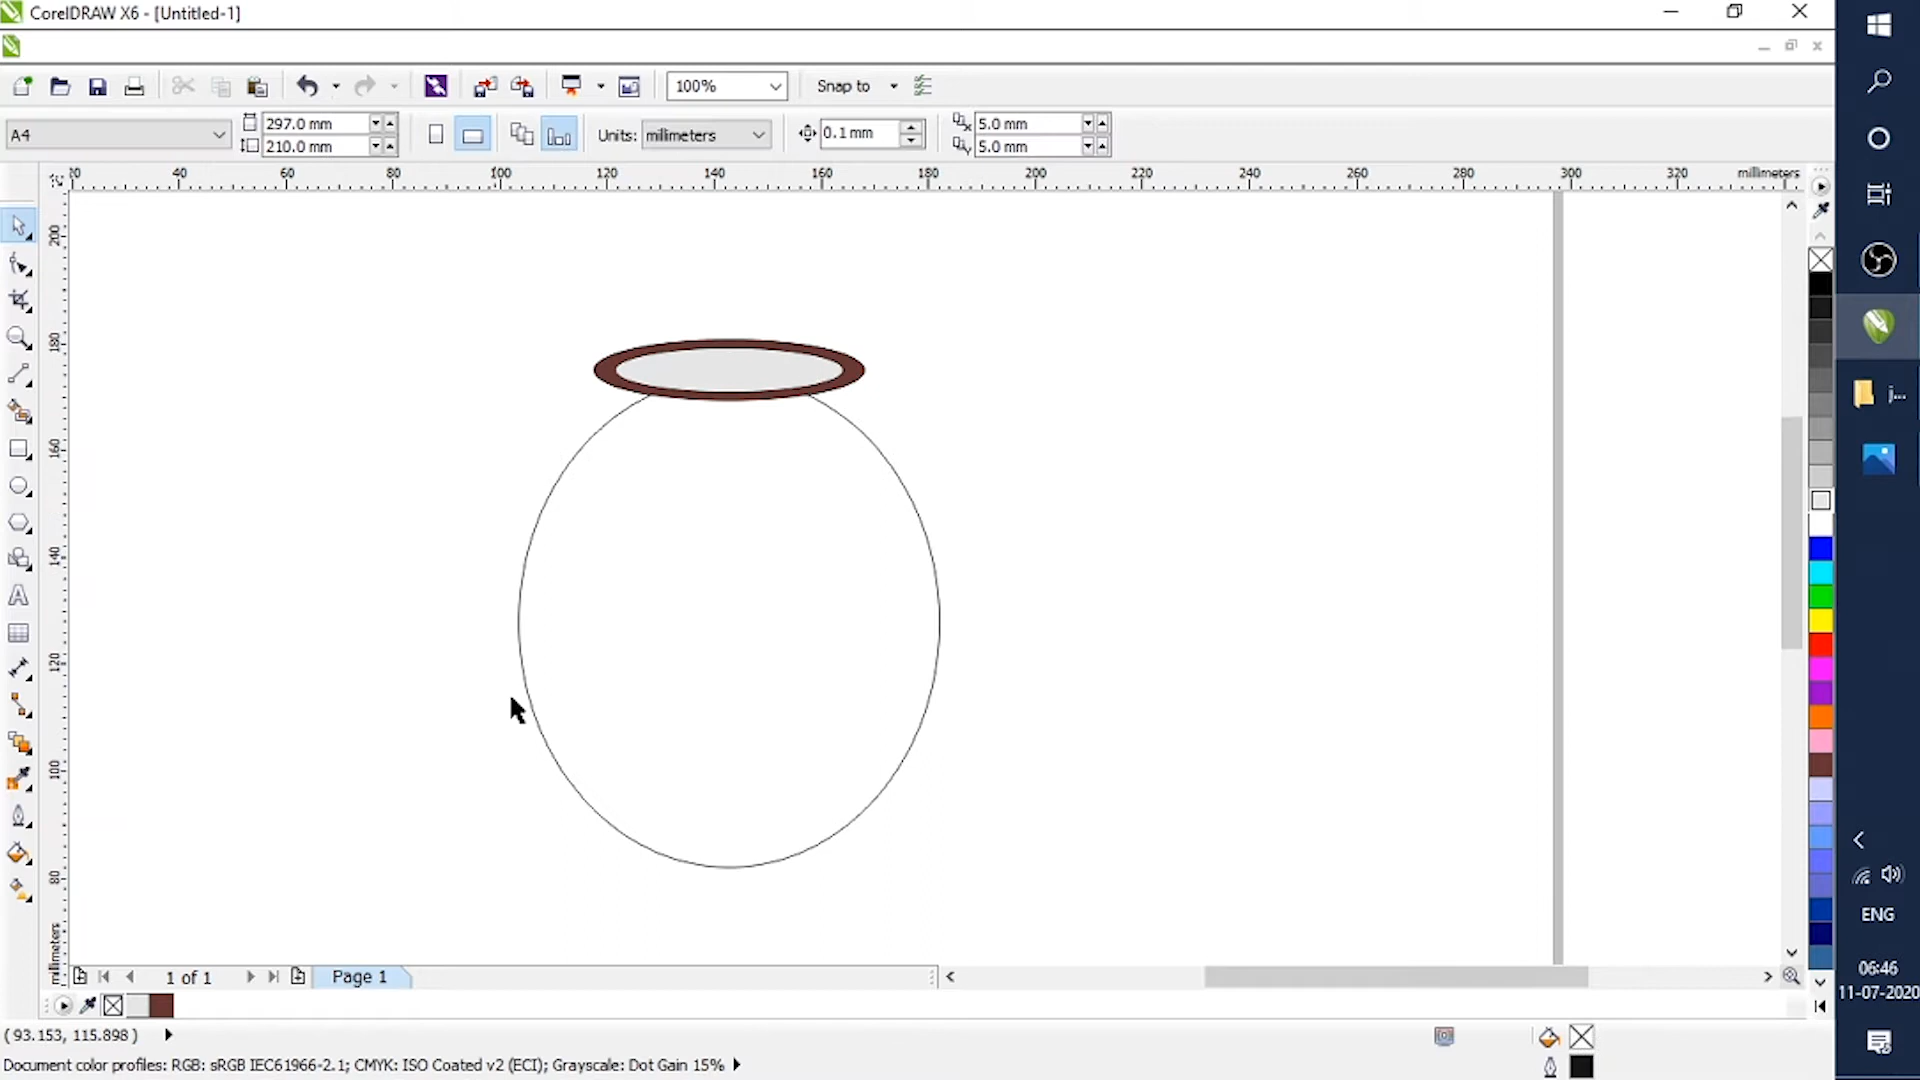 CorelDRAW X6 - [Untitled-1]
100%
Snap to
A4
297.0 mm
210.0 mm
Units: millimeters
0.1 mm
5.0 mm
5.0 mm
20 40 60 80 100 120 140 160 180 200 220 240 260 280 300 320 millimeters
200
180
160
140
120
100
80
millimeters
j...
1 of 1
Page 1
ENG
06:46
11-07-2020
( 93.153, 115.898 )
Document color profiles: RGB: sRGB IEC61966-2.1; CMYK: ISO Coated v2 (ECI); Grayscale: Dot Gain 15%